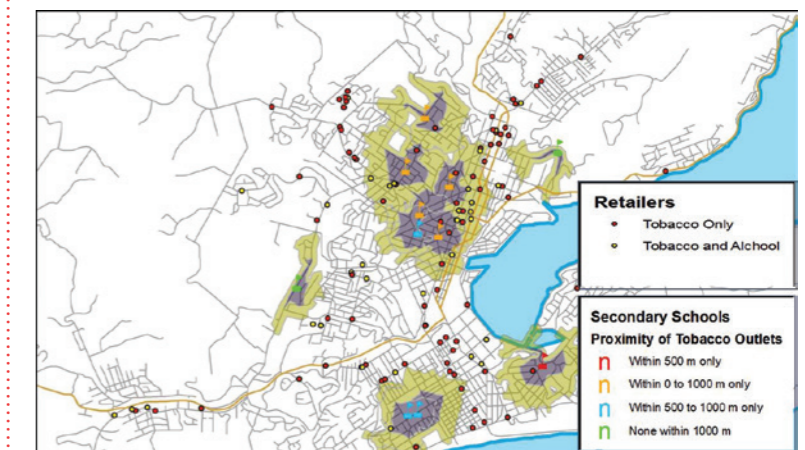 Retailers
Tobacco Only
Tobacco and Alchool
Secondary Schools
Proximity of Tobacco Outlets
n Within 500 m only
n Within 0 to 1000 m only
n Within 500 to 1000 m only
n None within 1000 m